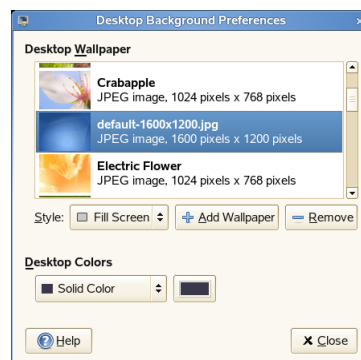 Desktop Background Preferences
Desktop Wallpaper
Crabapple
JPEG image, 1024 pixels x 768 pixels
default-1600x1200.jpg
JPEG image, 1600 pixels x 1200 pixels
Electric Flower
JPEG image, 1024 pixels x 768 pixels
Style: Fill Screen Add Wallpaper Remove
Desktop Colors
Solid Color
Help Close